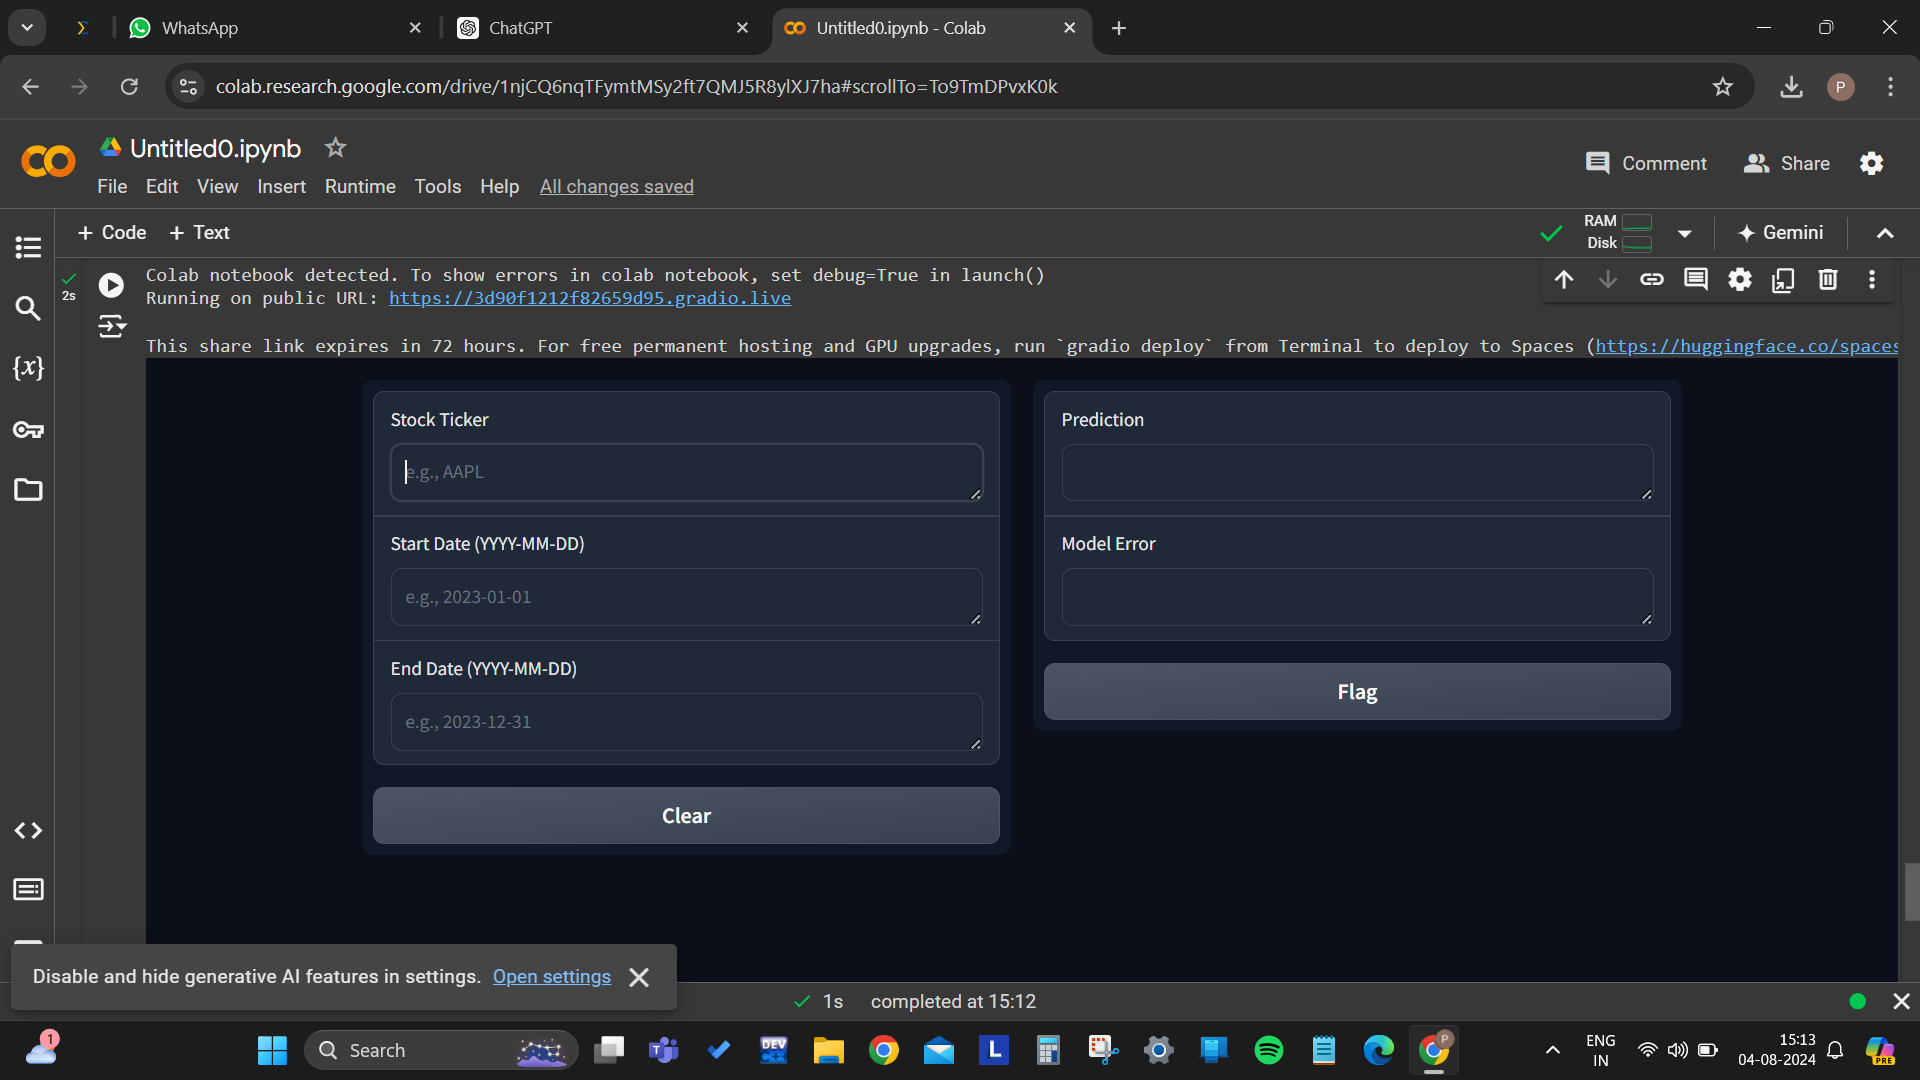 WhatsApp
ChatGPT
Untitled0.ipynb - Colab
colab.research.google.com/drive/1njCQ6nqTFymtMSy2ft7QMJ5R8ylXJ7ha#scrollTo=To9TmDPvxK0k
P
Untitled0.ipynb
File Edit View Insert Runtime Tools Help All changes saved
Comment
Share
+ Code + Text
RAM
Disk
Gemini
2s
Colab notebook detected. To show errors in colab notebook, set debug=True in launch()
Running on public URL: https://3d90f1212f82659d95.gradio.live
This share link expires in 72 hours. For free permanent hosting and GPU upgrades, run `gradio deploy` from Terminal to deploy to Spaces (https://huggingface.co/spaces
Stock Ticker
e.g., AAPL
Start Date (YYYY-MM-DD)
e.g., 2023-01-01
End Date (YYYY-MM-DD)
e.g., 2023-12-31
Clear
Prediction
Model Error
Flag
{x}
Disable and hide generative AI features in settings. Open settings
1s completed at 15:12
1
Search
DEV
C++
L
P
ENG
IN
15:13
04-08-2024
PRE